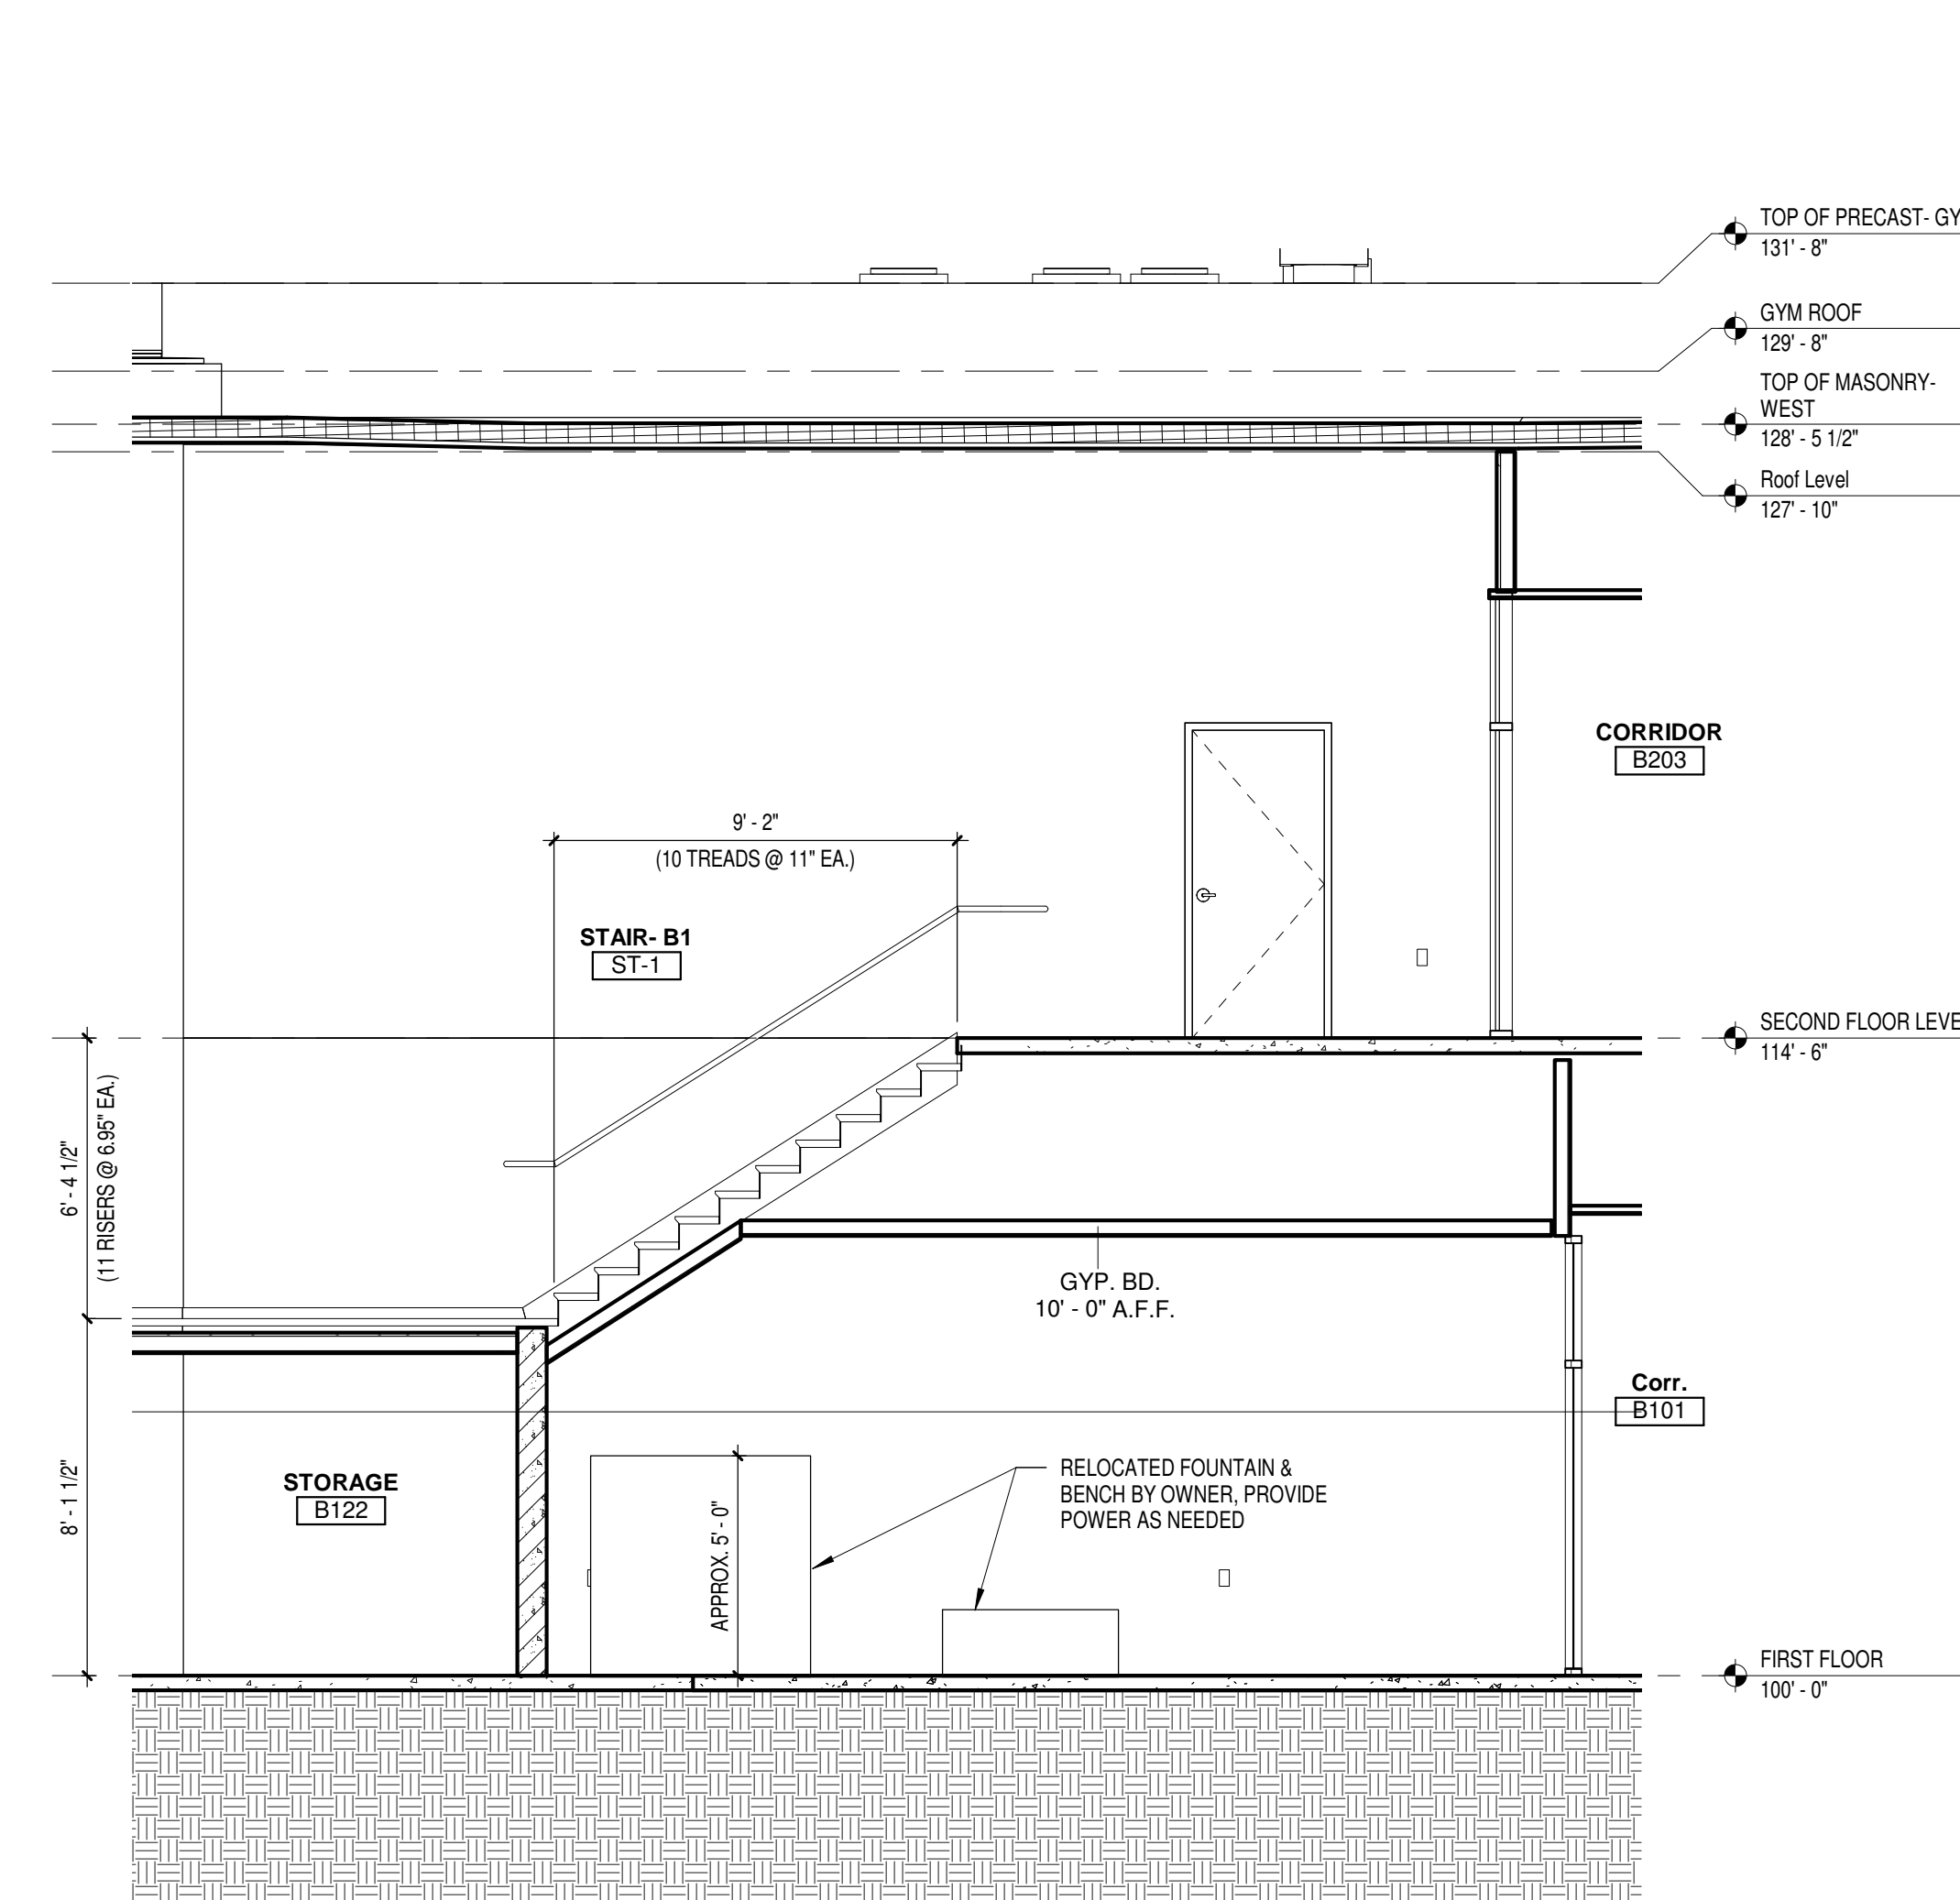 TOP OF PRECAST- GY
131' - 8"
GYM ROOF
129' - 8"
TOP OF MASONRY-
WEST
128' - 5 1/2"
Roof Level
127' - 10"
CORRIDOR
B203
9' - 2"
(10 TREADS @ 11" EA.)
STAIR- B1
ST-1
SECOND FLOOR LEVE
114' - 6"
6' - 4 1/2"
(11 RISERS @ 6.95" EA.)
GYP. BD.
10' - 0" A.F.F.
Corr.
B101
8' - 1 1/2"
STORAGE
B122
APPROX. 5' - 0"
RELOCATED FOUNTAIN &
BENCH BY OWNER, PROVIDE
POWER AS NEEDED
FIRST FLOOR
100' - 0"